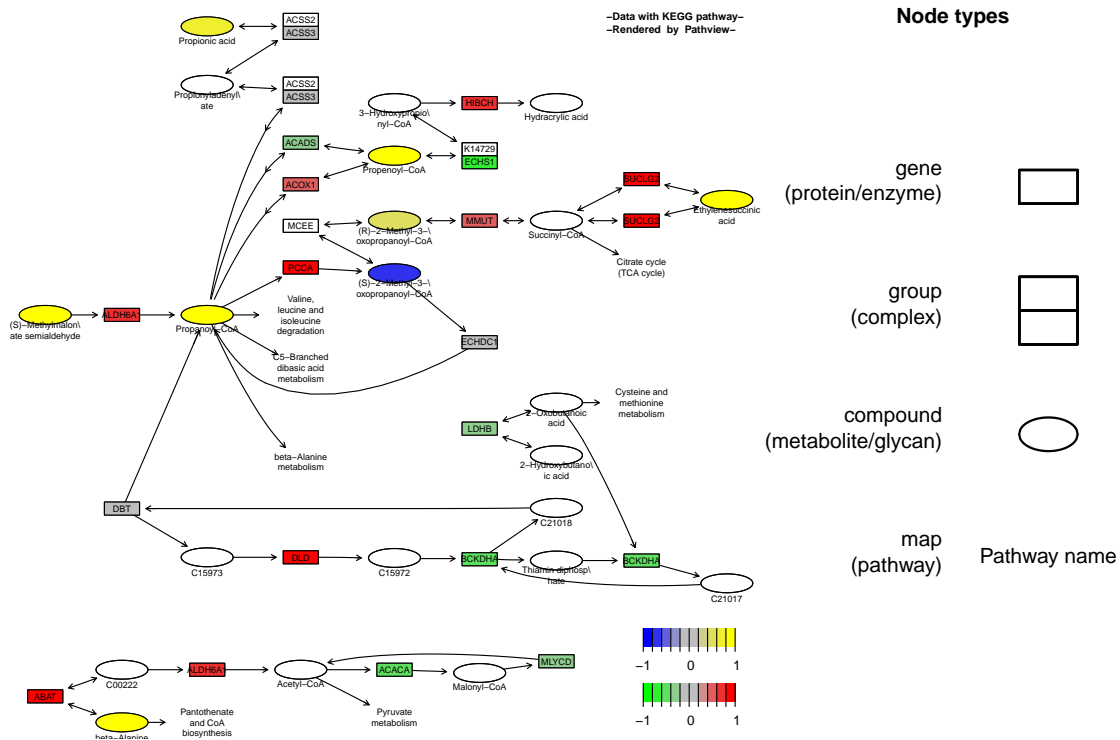 −Data with KEGG pathway−
−Rendered by Pathview−
Node types
Propionic acid
ACSS2
ACSS3
Propionyladenyl\
ate
ACSS2
ACSS3
3−Hydroxypropio\
nyl−CoA
HIBCH
Hydracrylic acid
ACADS
Propenoyl−CoA
K14729
ECHS1
ACOX1
SUCLG2
Ethylenesuccinic
acid
MCEE
(R)−2−Methyl−3−\
oxopropanoyl−CoA
MMUT
Succinyl−CoA
SUCLG2
Citrate cycle
(TCA cycle)
PCCA
(S)−2−Methyl−3−\
oxopropanoyl−CoA
(S)−Methylmalon\
ate semialdehyde
ALDH6A1
Propanoyl−CoA
Valine,
leucine and
isoleucine
degradation
C5−Branched
dibasic acid
metabolism
ECHDC1
beta−Alanine
metabolism
2−Oxobutanoic
acid
Cysteine and
methionine
metabolism
LDHB
2−Hydroxybutano\
ic acid
DBT
C21018
C15973
DLD
C15972
BCKDHA
Thiamin diphosp\
hate
BCKDHA
C21017
C00222
ALDH6A1
Acetyl−CoA
ACACA
Malonyl−CoA
MLYCD
ABAT
beta−Alanine
Pantothenate
and CoA
biosynthesis
Pyruvate
metabolism
−1 0 1
−1 0 1
gene
(protein/enzyme)
group
(complex)
compound
(metabolite/glycan)
map
(pathway)
Pathway name